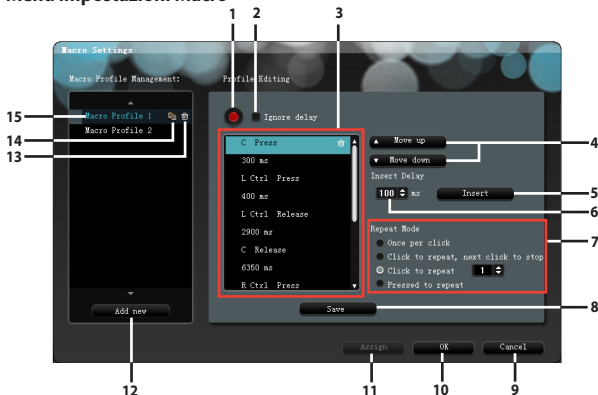 Menu impostazioni Macro
1 2 3
Macro Settings
Macro Profile Management:
Profile Editing
Ignore delay
15 Macro Profile 1
14 Macro Profile 2
13
C Press
300 ms
L Ctrl Press
400 ms
L Ctrl Release
2900 ms
C Release
6350 ms
R Ctrl Press
Move up
Move down 4
Insert Delay
100 ms Insert 5
6
Repeat Mode 7
Once per click
Click to repeat, next click to stop
Click to repeat 1
Pressed to repeat
Add new
Save 8
Assign OK Cancel
12 11 10 9